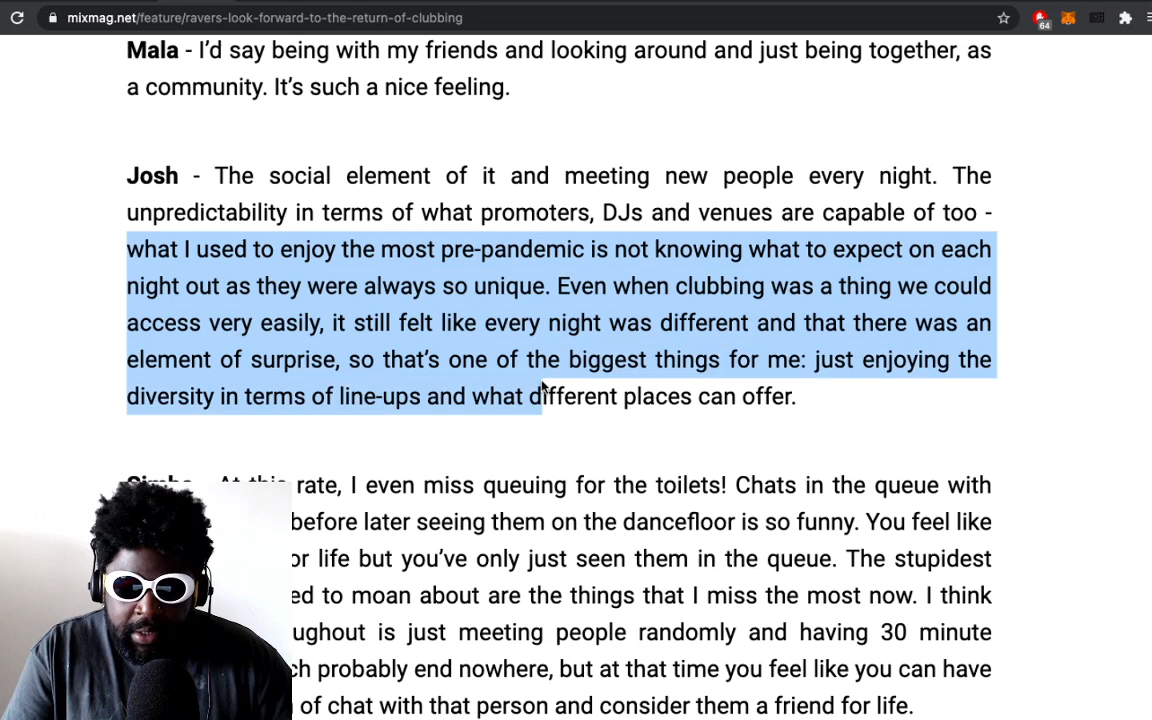 mixmag.net/feature/ravers-look-forward-to-the-return-of-clubbing
64
Mala - I'd say being with my friends and looking around and just being together, as
a community. It's such a nice feeling.
Josh - The social element of it and meeting new people every night. The
unpredictability in terms of what promoters, DJs and venues are capable of too -
what I used to enjoy the most pre-pandemic is not knowing what to expect on each
night out as they were always so unique. Even when clubbing was a thing we could
access very easily, it still felt like every night was different and that there was an
element of surprise, so that's one of the biggest things for me: just enjoying the
diversity in terms of line-ups and what different places can offer.
At this rate, I even miss queuing for the toilets! Chats in the queue with
before later seeing them on the dancefloor is so funny. You feel like
or life but you've only just seen them in the queue. The stupidest
ed to moan about are the things that I miss the most now. I think
ughout is just meeting people randomly and having 30 minute
ch probably end nowhere, but at that time you feel like you can have
of chat with that person and consider them a friend for life.